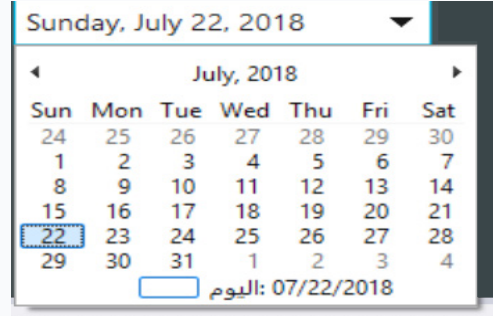 Sunday, July 22, 2018
July, 2018
Sun Mon Tue Wed Thu Fri Sat
24 25 26 27 28 29 30
1 2 3 4 5 6 7
8 9 10 11 12 13 14
15 16 17 18 19 20 21
22 23 24 25 26 27 28
29 30 31 1 2 3 4
اليوم: 07/22/2018